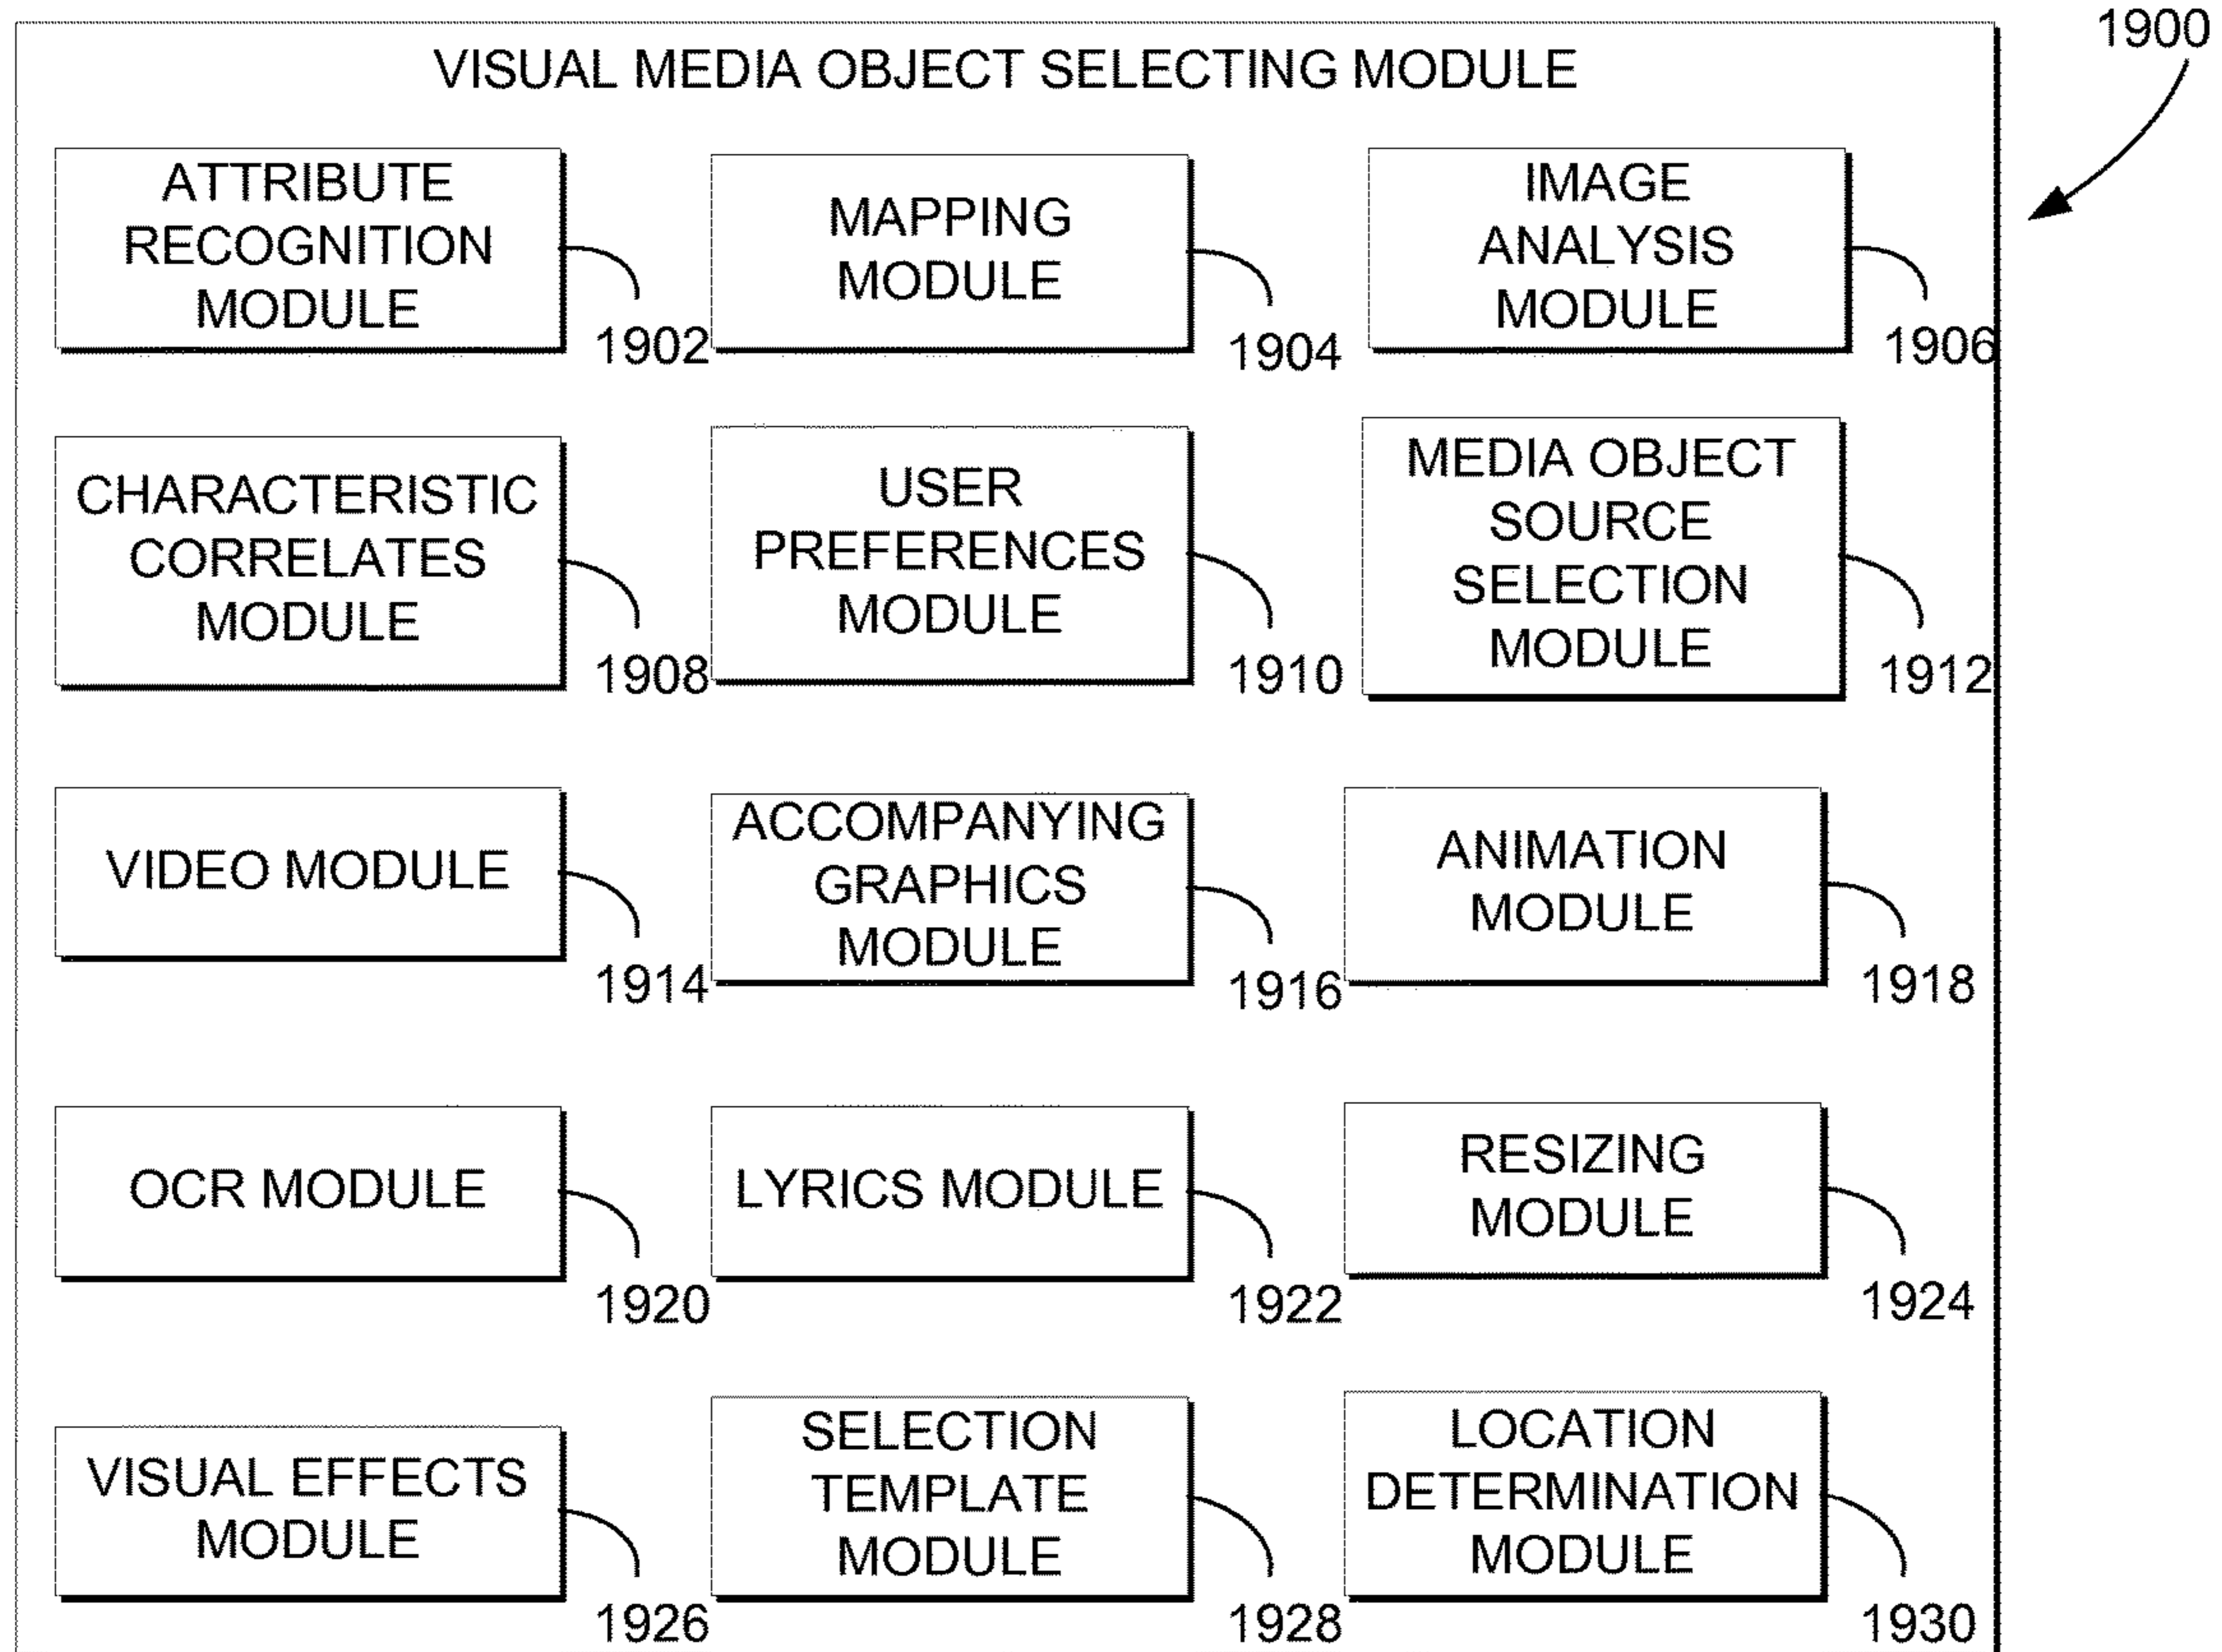 1900
VISUAL MEDIA OBJECT SELECTING MODULE
ATTRIBUTE
RECOGNITION
MODULE
1902
MAPPING
MODULE
1904
IMAGE
ANALYSIS
MODULE
1906
CHARACTERISTIC
CORRELATES
MODULE
1908
USER
PREFERENCES
MODULE
1910
MEDIA OBJECT
SOURCE
SELECTION
MODULE
1912
VIDEO MODULE
1914
ACCOMPANYING
GRAPHICS
MODULE
1916
ANIMATION
MODULE
1918
OCR MODULE
1920
LYRICS MODULE
1922
RESIZING
MODULE
1924
VISUAL EFFECTS
MODULE
1926
SELECTION
TEMPLATE
MODULE
1928
LOCATION
DETERMINATION
MODULE
1930